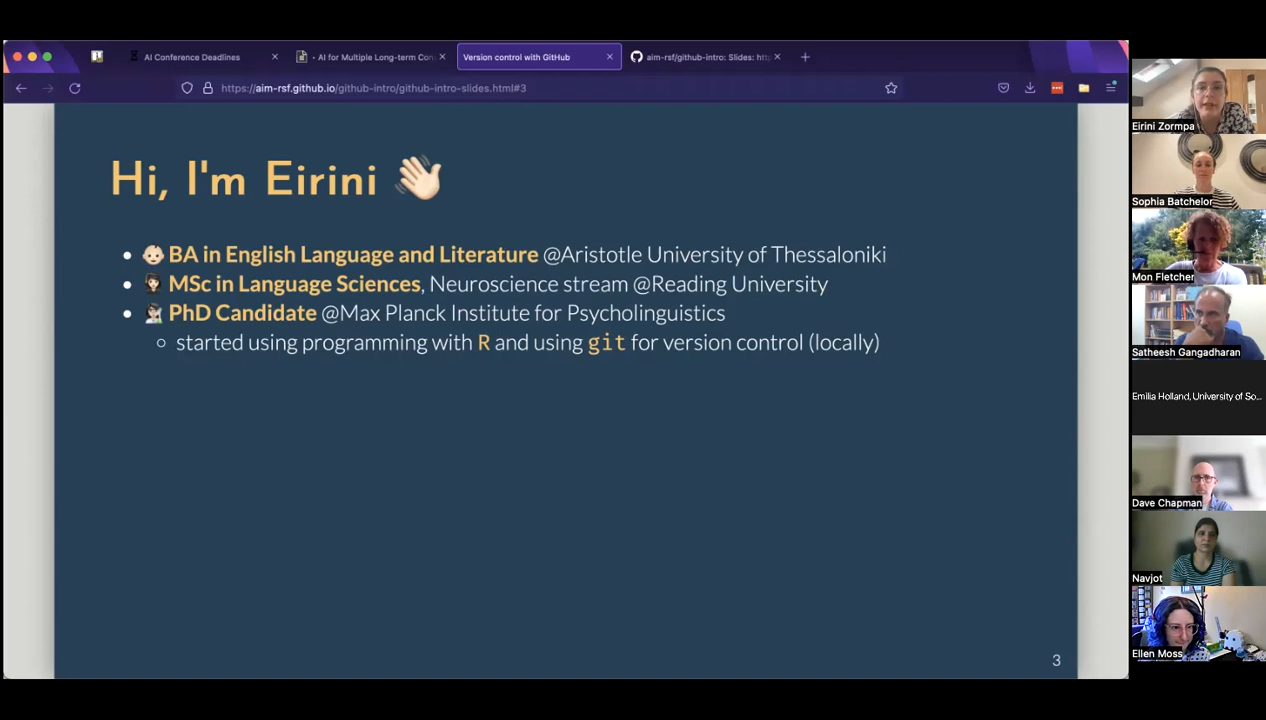 AI Conference Deadlines
· AI for Multiple Long-term Con
Version control with GitHub
aim-rsf/github-intro: Slides: http
https://aim-rsf.github.io/github-intro/github-intro-slides.html#3
Hi, I'm Eirini 👋🏻
👶🏻 BA in English Language and Literature @Aristotle University of Thessaloniki
MSc in Language Sciences, Neuroscience stream @Reading University
PhD Candidate @Max Planck Institute for Psycholinguistics
started using programming with R and using git for version control (locally)
3
Eirini Zormpa
Sophia Batchelor
Mon Fletcher
Satheesh Gangadharan
Emilia Holland, University of So...
Dave Chapman
Navjot
Ellen Moss